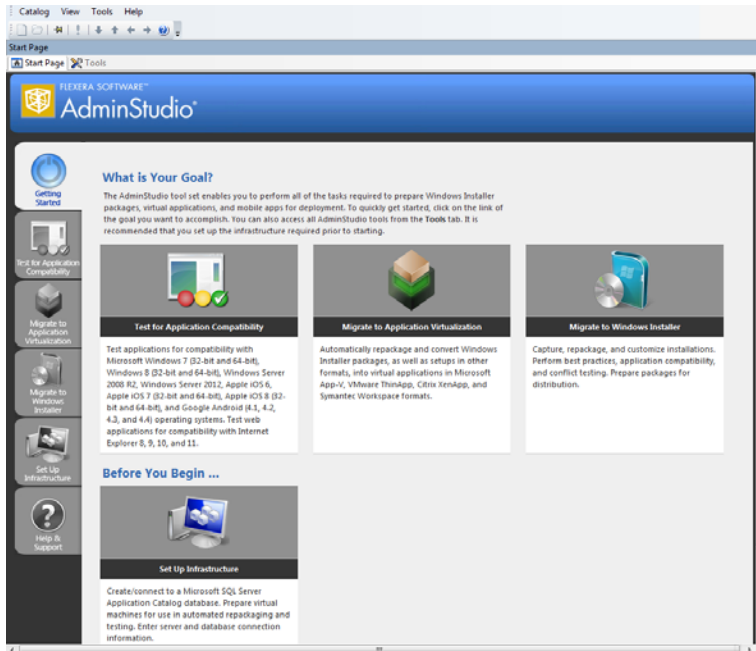 Catalog View Tools Help
Start Page
Start Page Tools
FLEXERA SOFTWARE™
AdminStudio®
Getting
Started
Test for Application
Compatibility
Migrate to
Application
Virtualization
Migrate to
Windows
Installer
Set Up
Infrastructure
Help &
Support
What is Your Goal?
The AdminStudio tool set enables you to perform all of the tasks required to prepare Windows Installer
packages, virtual applications, and mobile apps for deployment. To quickly get started, click on the link of
the goal you want to accomplish. You can also access all AdminStudio tools from the Tools tab. It is
recommended that you set up the infrastructure required prior to starting.
Test for Application Compatibility
Test applications for compatibility with
Microsoft Windows 7 (32-bit and 64-bit),
Windows 8 (32-bit and 64-bit), Windows Server
2008 R2, Windows Server 2012, Apple iOS 6,
Apple iOS 7 (32-bit and 64-bit), Apple iOS 8 (32-
bit and 64-bit), and Google Android (4.1, 4.2,
4.3, and 4.4) operating systems. Test web
applications for compatibility with Internet
Explorer 8, 9, 10, and 11.
Migrate to Application Virtualization
Automatically repackage and convert Windows
Installer packages, as well as setups in other
formats, into virtual applications in Microsoft
App-V, VMware ThinApp, Citrix XenApp, and
Symantec Workspace formats.
Migrate to Windows Installer
Capture, repackage, and customize installations.
Perform best practices, application compatibility,
and conflict testing. Prepare packages for
distribution.
Before You Begin ...
Set Up Infrastructure
Create/connect to a Microsoft SQL Server
Application Catalog database. Prepare virtual
machines for use in automated repackaging and
testing. Enter server and database connection
information.